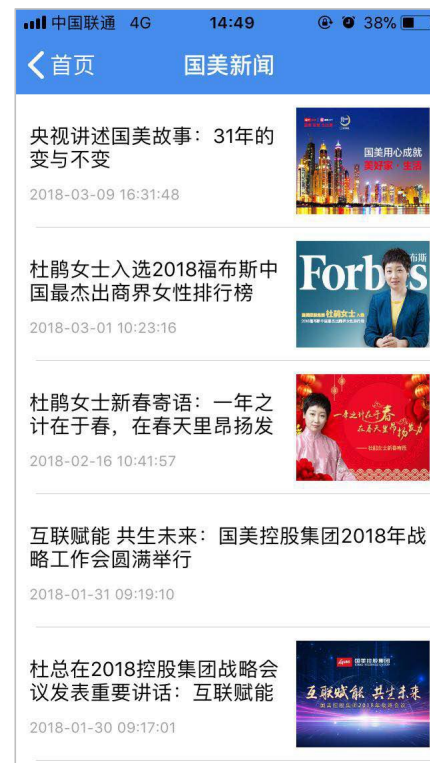 中国联通 4G 14:49 38%
首页 国美新闻
央视讲述国美故事：31年的
变与不变
2018-03-09 16:31:48
国美用心成就
美好家·生活
杜鹃女士入选2018福布斯中
国最杰出商界女性排行榜
2018-03-01 10:23:16
Forbes
布斯
杜鹃女士
杜鹃女士新春寄语：一年之
计在于春，在春天里昂扬发
2018-02-16 10:41:57
一年之计在于春
在春天里昂扬发力
互联赋能 共生未来：国美控股集团2018年战
略工作会圆满举行
2018-01-31 09:19:10
杜总在2018控股集团战略会
议发表重要讲话：互联赋能
2018-01-30 09:17:01
国美控股集团
互联赋能 共生未来